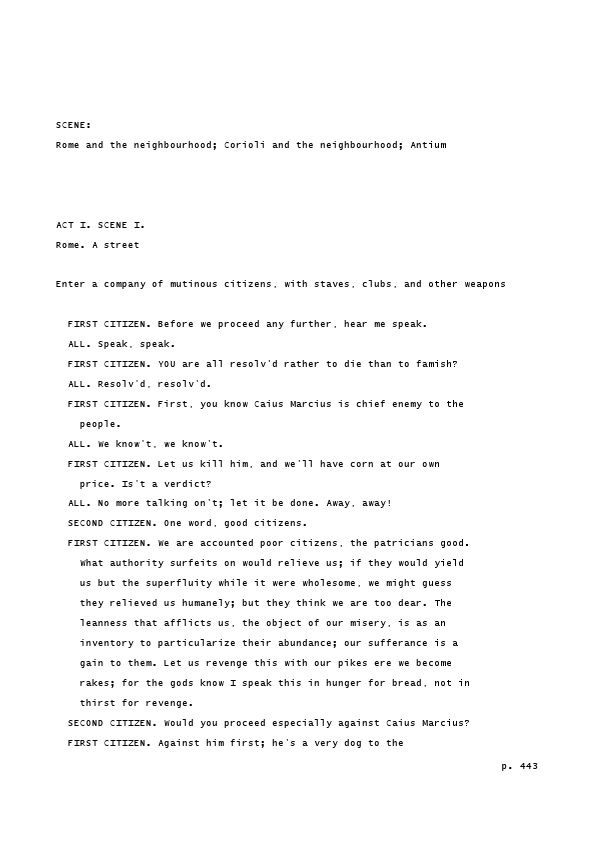 SCENE:
Rome and the neighbourhood; Corioli and the neighbourhood; Antium
ACT I. SCENE I.
Rome. A street
Enter a company of mutinous citizens, with staves, clubs, and other weapons
FIRST CITIZEN. Before we proceed any further, hear me speak.
ALL. Speak, speak.
FIRST CITIZEN. YOU are all resolv'd rather to die than to famish?
ALL. Resolv'd, resolv'd.
FIRST CITIZEN. First, you know Caius Marcius is chief enemy to the
people.
ALL. We know't, we know't.
FIRST CITIZEN. Let us kill him, and we'll have corn at our own
price. Is't a verdict?
ALL. No more talking on't; let it be done. Away, away!
SECOND CITIZEN. One word, good citizens.
FIRST CITIZEN. We are accounted poor citizens, the patricians good.
What authority surfeits on would relieve us; if they would yield
us but the superfluity while it were wholesome, we might guess
they relieved us humanely; but they think we are too dear. The
leanness that afflicts us, the object of our misery, is as an
inventory to particularize their abundance; our sufferance is a
gain to them. Let us revenge this with our pikes ere we become
rakes; for the gods know I speak this in hunger for bread, not in
thirst for revenge.
SECOND CITIZEN. Would you proceed especially against Caius Marcius?
FIRST CITIZEN. Against him first; he's a very dog to the
p. 443